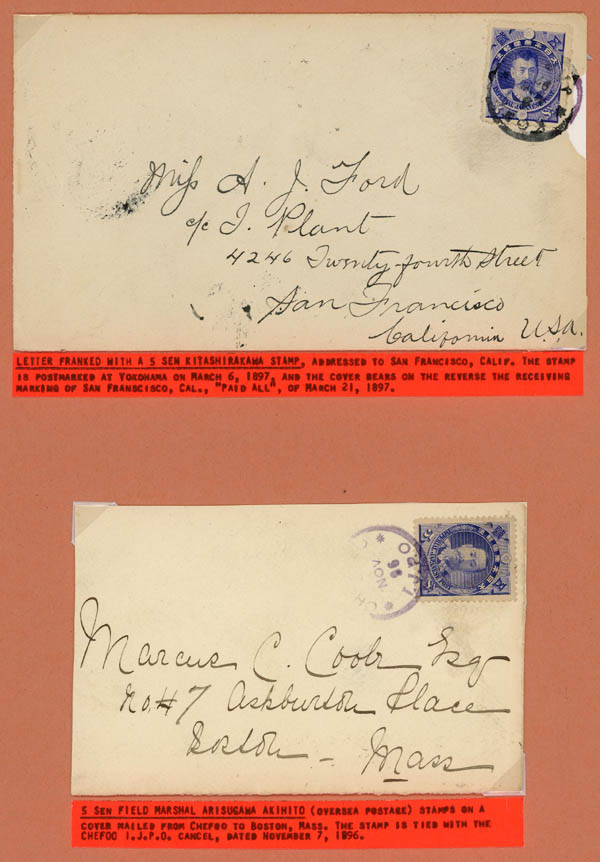 Miss A. J. Ford
c/o I. Plant
4246 Twenty-fourth Street
San Francisco
California U.S.A.
LETTER FRANKED WITH A 5 SEN KITASHIRAKAWA STAMP, ADDRESSED TO SAN FRANCISCO, CALIF. THE STAMP
IS POSTMARKED AT YOKOHAMA ON MARCH 6, 1897, AND THE COVER BEARS ON THE REVERSE THE RECEIVING
MARKING OF SAN FRANSCISCO, CAL., "PAID ALL", OF MARCH 21, 1897.
NOV
96
Marcus C. Cook Esq
No. #7 Ashburton Place
Boston - Mass
5 SEN FIELD MARSHAL ARISUGAWA AKIHITO (OVERSEA POSTAGE) STAMPS ON A
COVER MAILED FROM CHEFOO TO BOSTON, MASS. THE STAMP IS TIED WITH THE
CHEFOO I.J.P.O. CANCEL, DATED NOVEMBER 7, 1896.